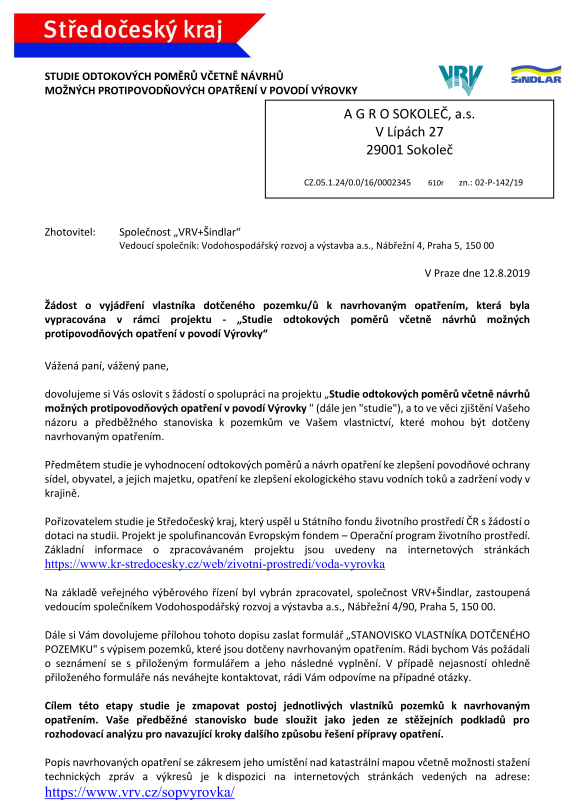 Středočeský kraj
STUDIE ODTOKOVÝCH POMĚRŮ VČETNĚ NÁVRHŮ
MOŽNÝCH PROTIPOVODŇOVÝCH OPATŘENÍ V POVODÍ VÝROVKY
VRV
SINDLAR
A G R O SOKOLEČ, a.s.
V Lípách 27
29001 Sokoleč
CZ.05.1.24/0.0/16/0002345 610r zn.: 02-P-142/19
Zhotovitel: Společnost „VRV+Šindlar“
Vedoucí společník: Vodohospodářský rozvoj a výstavba a.s., Nábřežní 4, Praha 5, 150 00
V Praze dne 12.8.2019
Žádost o vyjádření vlastníka dotčeného pozemku/ů k navrhovaným opatřením, která byla
vypracována v rámci projektu - „Studie odtokových poměrů včetně návrhů možných
protipovodňových opatření v povodí Výrovky“
Vážená paní, vážený pane,
dovolujeme si Vás oslovit s žádostí o spolupráci na projektu „Studie odtokových poměrů včetně návrhů
možných protipovodňových opatření v povodí Výrovky " (dále jen "studie"), a to ve věci zjištění Vašeho
názoru a předběžného stanoviska k pozemkům ve Vašem vlastnictví, které mohou být dotčeny
navrhovaným opatřením.
Předmětem studie je vyhodnocení odtokových poměrů a návrh opatření ke zlepšení povodňové ochrany
sídel, obyvatel, a jejich majetku, opatření ke zlepšení ekologického stavu vodních toků a zadržení vody v
krajině.
Pořizovatelem studie je Středočeský kraj, který uspěl u Státního fondu životního prostředí ČR s žádostí o
dotaci na studii. Projekt je spolufinancován Evropským fondem – Operační program životního prostředí.
Základní informace o zpracovávaném projektu jsou uvedeny na internetových stránkách
https://www.kr-stredocesky.cz/web/zivotni-prostredi/voda-vyrovka
Na základě veřejného výběrového řízení byl vybrán zpracovatel, společnost VRV+Šindlar, zastoupená
vedoucím společníkem Vodohospodářský rozvoj a výstavba a.s., Nábřežní 4/90, Praha 5, 150 00.
Dále si Vám dovolujeme přílohou tohoto dopisu zaslat formulář „STANOVISKO VLASTNÍKA DOTČENÉHO
POZEMKU" s výpisem pozemků, které jsou dotčeny navrhovaným opatřením. Rádi bychom Vás požádali
o seznámení se s přiloženým formulářem a jeho následné vyplnění. V případě nejasností ohledně
přiloženého formuláře nás neváhejte kontaktovat, rádi Vám odpovíme na případné otázky.
Cílem této etapy studie je zmapovat postoj jednotlivých vlastníků pozemků k navrhovaným
opatřením. Vaše předběžné stanovisko bude sloužit jako jeden ze stěžejních podkladů pro
rozhodovací analýzu pro navazující kroky dalšího způsobu řešení přípravy opatření.
Popis navrhovaných opatření se zákresem jeho umístění nad katastrální mapou včetně možnosti stažení
technických zpráv a výkresů je k dispozici na internetových stránkách vedených na adrese:
https://www.vrv.cz/sopvyrovka/